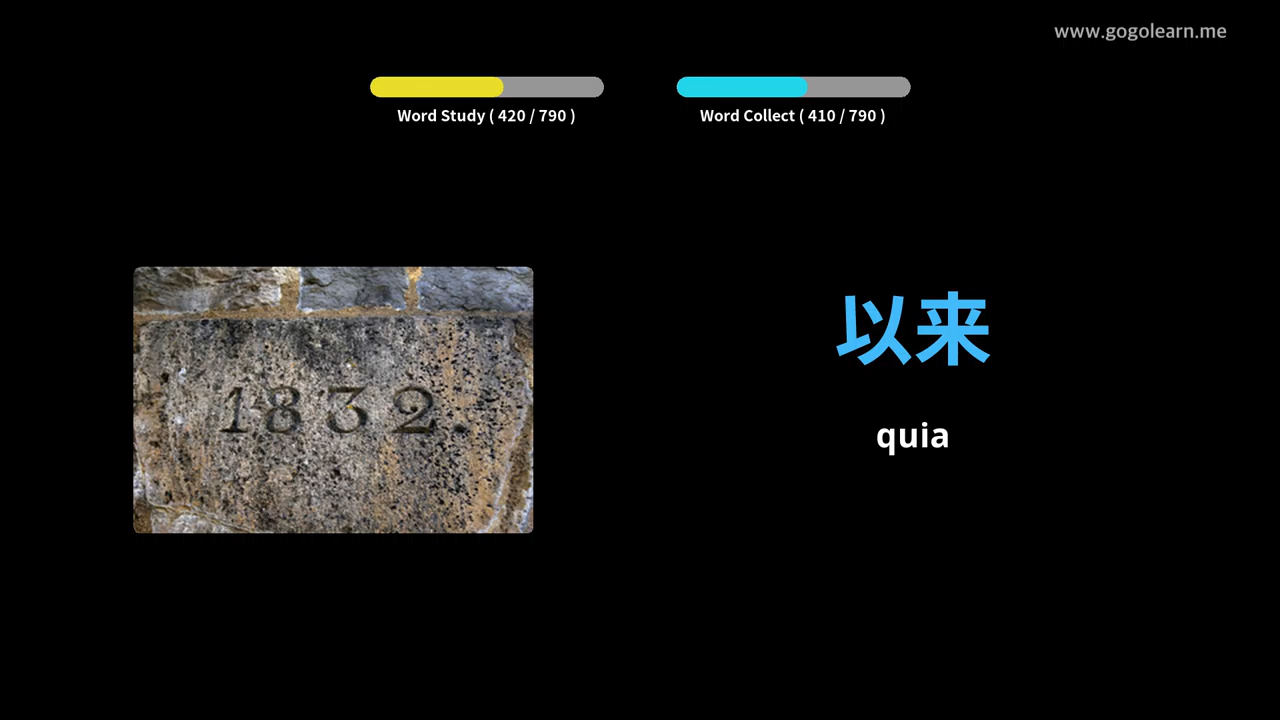 www.gogolearn.me
Word Study ( 420 / 790 )
Word Collect ( 410 / 790 )
1832.
以来
quia